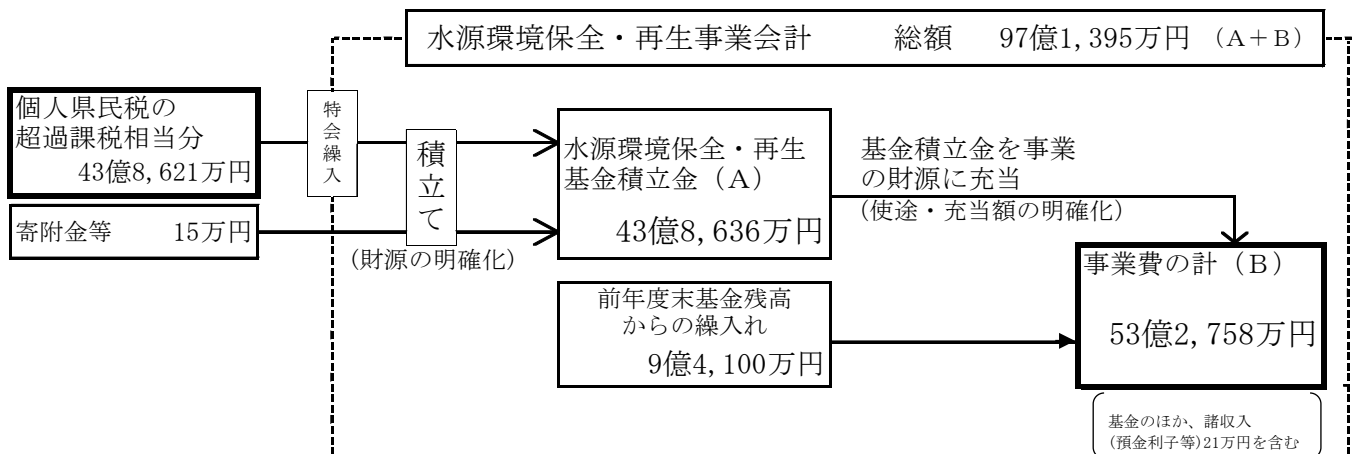 水源環境保全・再生事業会計　　総額　97億1,395万円（A＋B）
個人県民税の
超過課税相当分
43億8,621万円
寄附金等　15万円
特会繰入
積立て
(財源の明確化)
水源環境保全・再生
基金積立金（A）
43億8,636万円
基金積立金を事業
の財源に充当
(使途・充当額の明確化)
前年度末基金残高
からの繰入れ
9億4,100万円
事業費の計（B）
53億2,758万円
基金のほか、諸収入
(預金利子等)21万円を含む